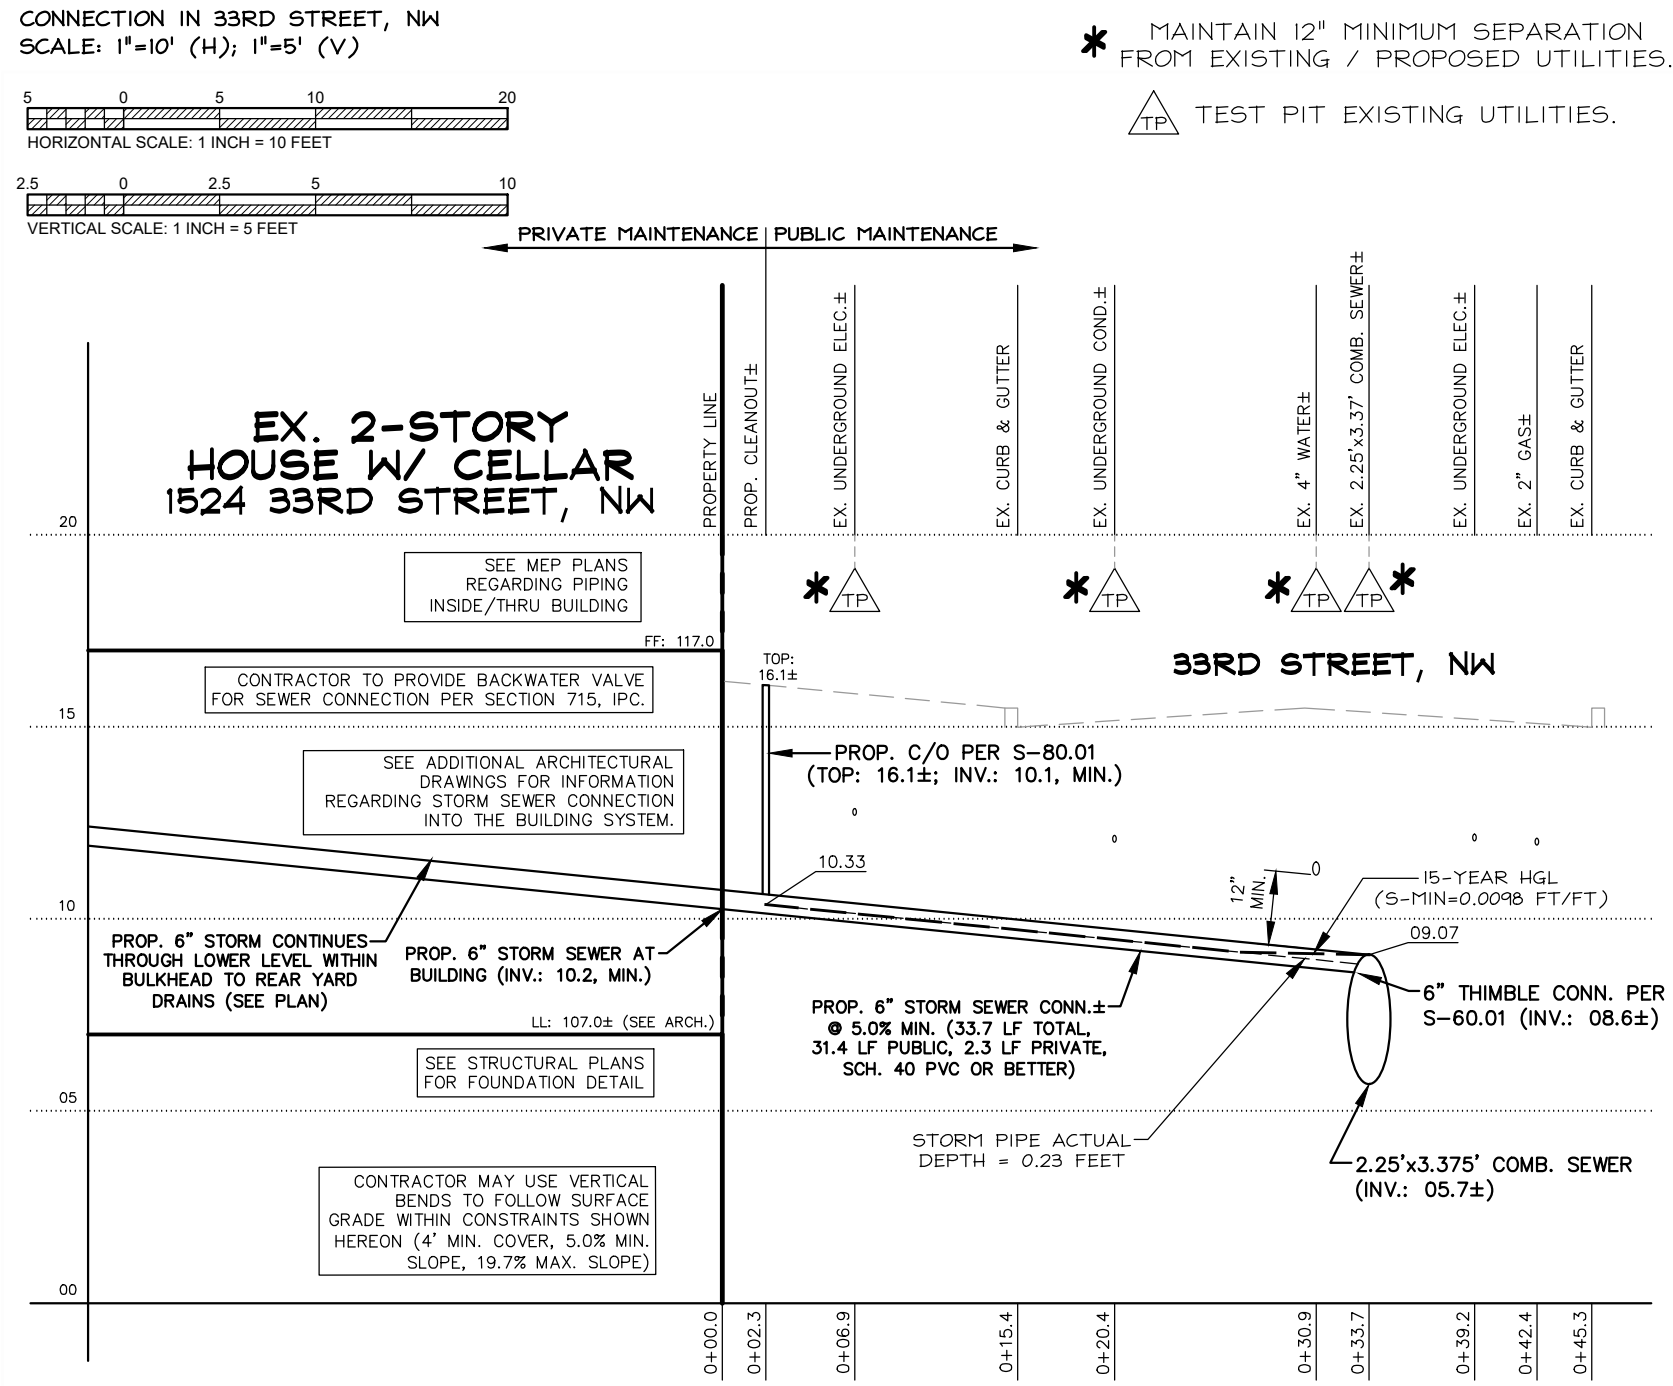 CONNECTION IN 33RD STREET, NW
SCALE: 1"=10' (H); 1"=5' (V)
* MAINTAIN 12" MINIMUM SEPARATION
FROM EXISTING / PROPOSED UTILITIES.
TP TEST PIT EXISTING UTILITIES.
5 0 5 10 20
HORIZONTAL SCALE: 1 INCH = 10 FEET
2.5 0 2.5 5 10
VERTICAL SCALE: 1 INCH = 5 FEET
PRIVATE MAINTENANCE PUBLIC MAINTENANCE
PROPERTY LINE
PROP. CLEANOUT±
EX. UNDERGROUND ELEC.±
EX. CURB & GUTTER
EX. UNDERGROUND COND.±
EX. 4" WATER±
EX. 2.25'x3.37' COMB. SEWER±
EX. UNDERGROUND ELEC.±
EX. 2" GAS±
EX. CURB & GUTTER
EX. 2-STORY
HOUSE W/ CELLAR
1524 33RD STREET, NW
20
SEE MEP PLANS
REGARDING PIPING
INSIDE/THRU BUILDING
* TP
* TP
* TP
TP *
FF: 117.0
33RD STREET, NW
CONTRACTOR TO PROVIDE BACKWATER VALVE
FOR SEWER CONNECTION PER SECTION 715, IPC.
TOP:
16.1±
15
PROP. C/O PER S-80.01
(TOP: 16.1±; INV.: 10.1, MIN.)
SEE ADDITIONAL ARCHITECTURAL
DRAWINGS FOR INFORMATION
REGARDING STORM SEWER CONNECTION
INTO THE BUILDING SYSTEM.
10.33
12"
MIN.
15-YEAR HGL
(S-MIN=0.0098 FT/FT)
10
09.07
PROP. 6" STORM CONTINUES
THROUGH LOWER LEVEL WITHIN
BULKHEAD TO REAR YARD
DRAINS (SEE PLAN)
PROP. 6" STORM SEWER AT
BUILDING (INV.: 10.2, MIN.)
6" THIMBLE CONN. PER
S-60.01 (INV.: 08.6±)
PROP. 6" STORM SEWER CONN.±
@ 5.0% MIN. (33.7 LF TOTAL,
31.4 LF PUBLIC, 2.3 LF PRIVATE,
SCH. 40 PVC OR BETTER)
LL: 107.0± (SEE ARCH.)
SEE STRUCTURAL PLANS
FOR FOUNDATION DETAIL
05
STORM PIPE ACTUAL
DEPTH = 0.23 FEET
2.25'x3.375' COMB. SEWER
(INV.: 05.7±)
CONTRACTOR MAY USE VERTICAL
BENDS TO FOLLOW SURFACE
GRADE WITHIN CONSTRAINTS SHOWN
HEREON (4' MIN. COVER, 5.0% MIN.
SLOPE, 19.7% MAX. SLOPE)
00
0+00.0
0+02.3
0+06.9
0+15.4
0+20.4
0+30.9
0+33.7
0+39.2
0+42.4
0+45.3